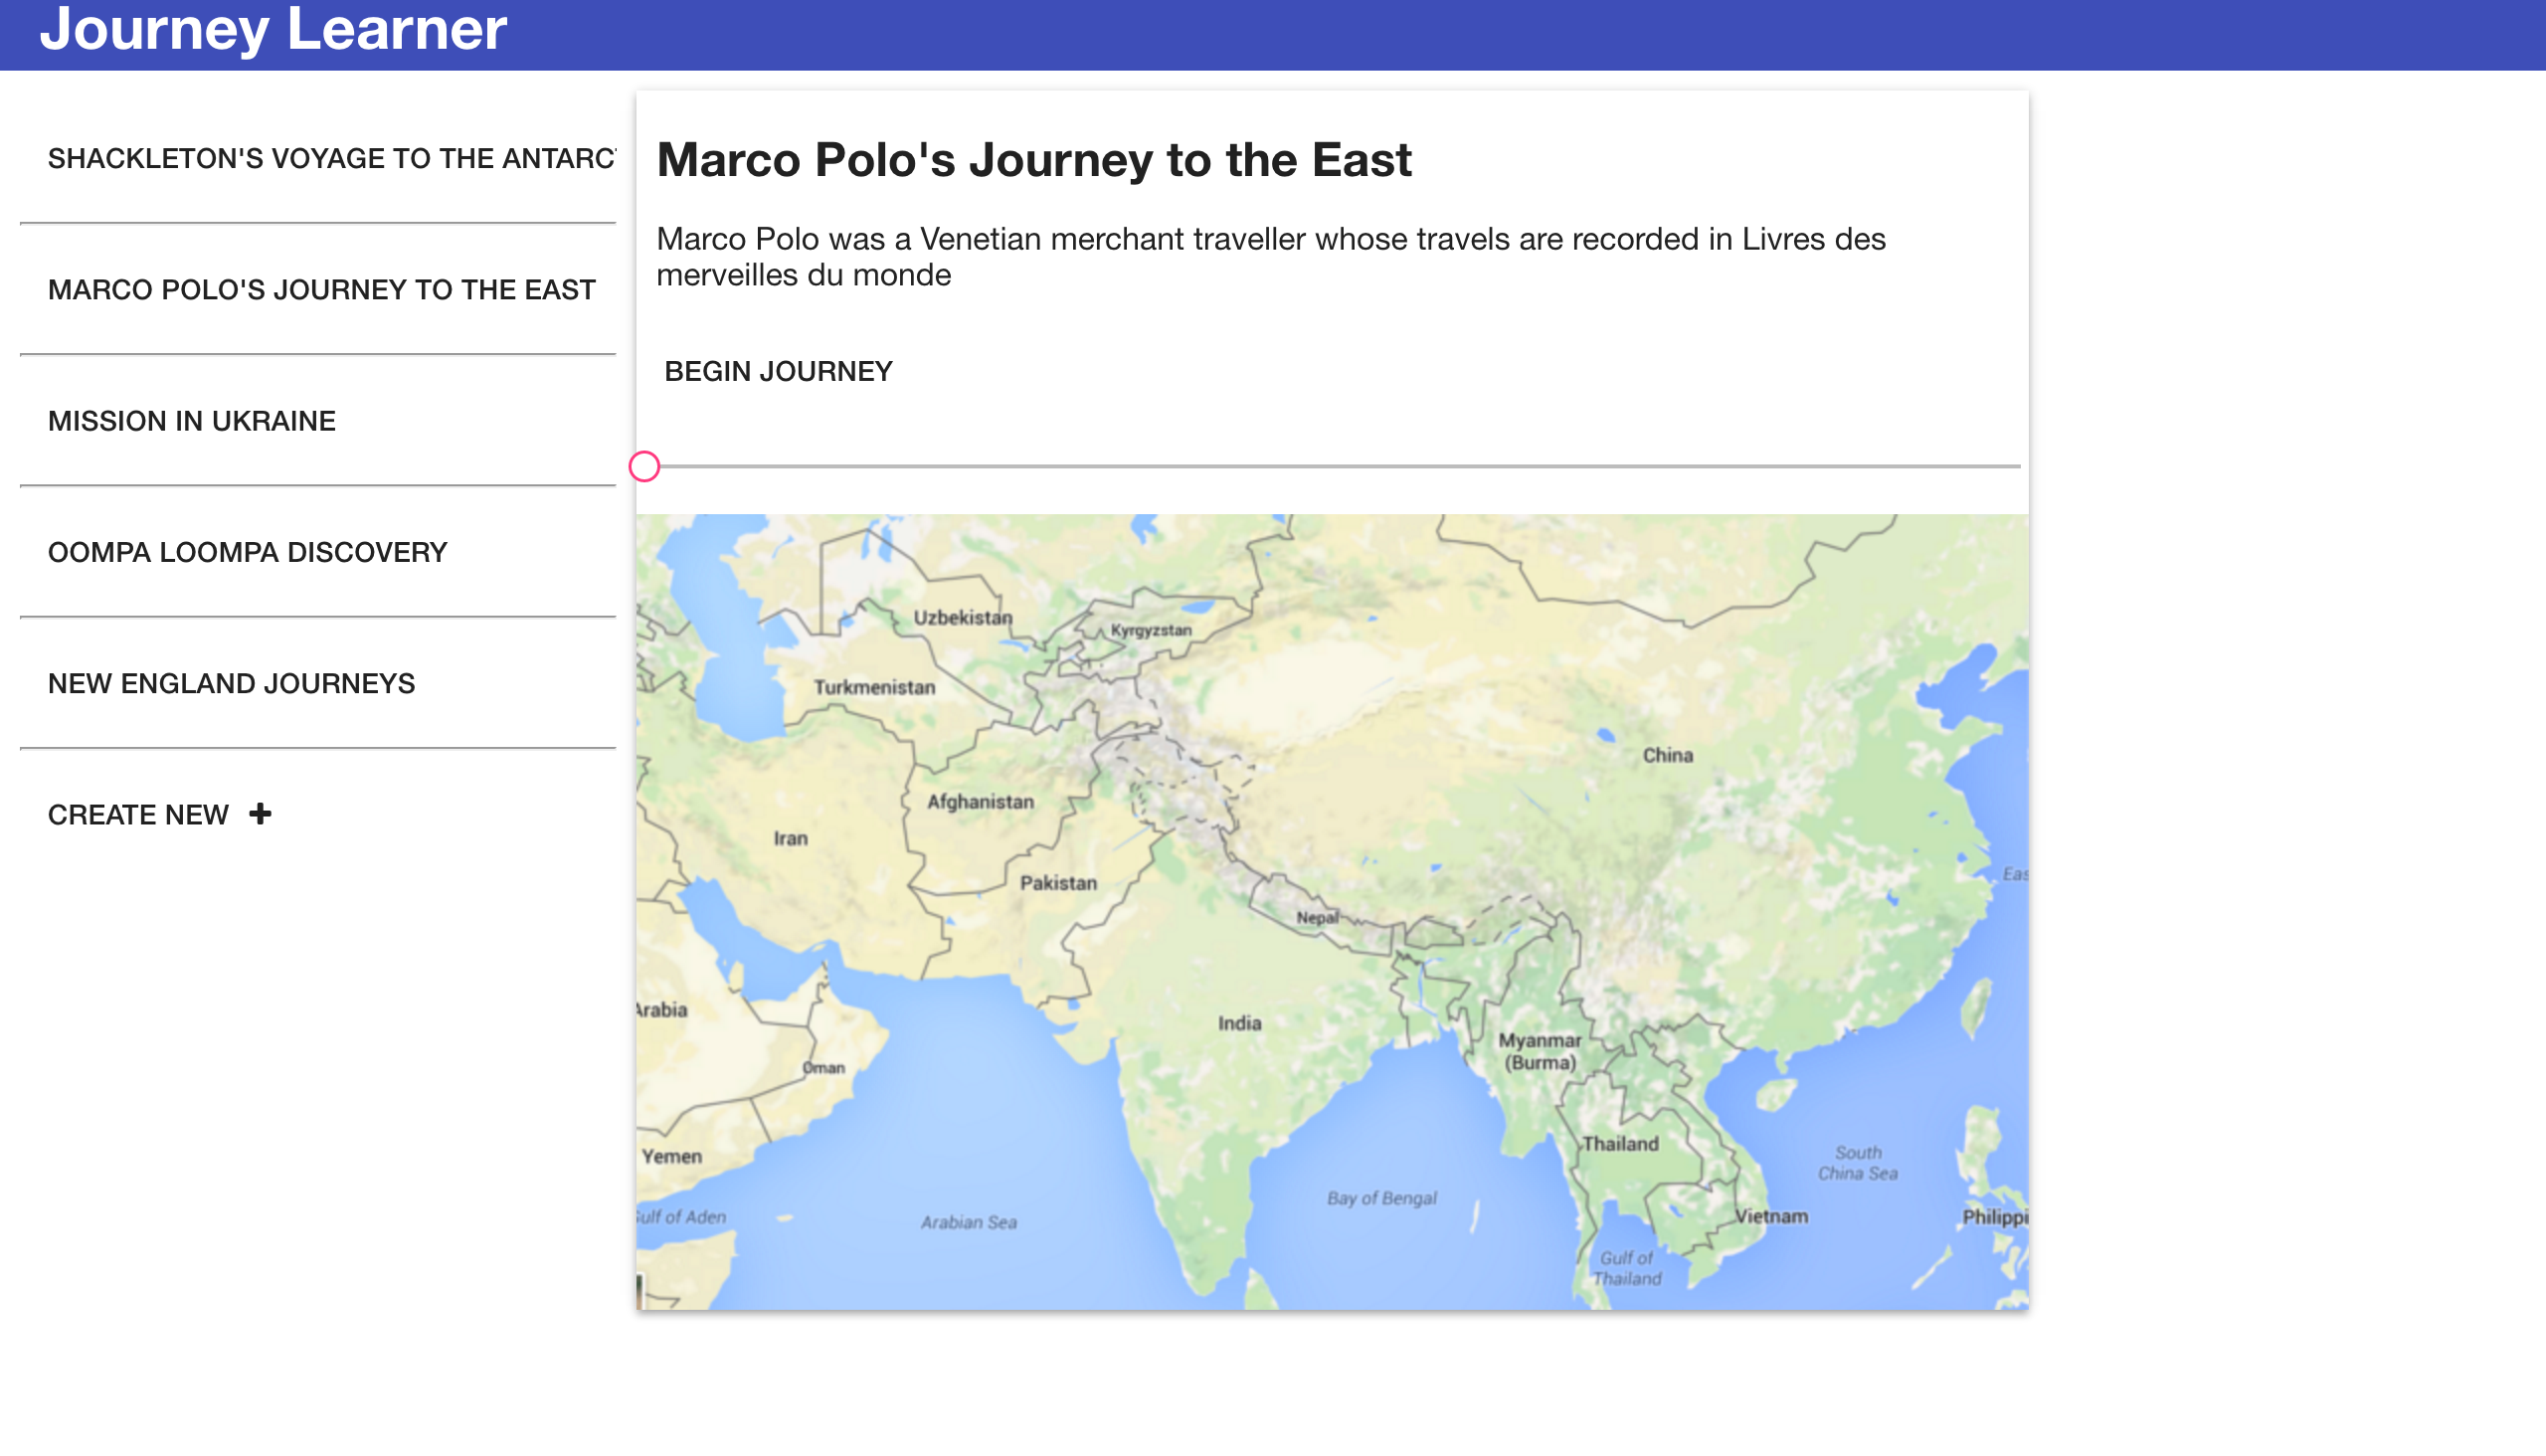 Journey Learner
SHACKLETON'S VOYAGE TO THE ANTARC
MARCO POLO'S JOURNEY TO THE EAST
MISSION IN UKRAINE
OOMPA LOOMPA DISCOVERY
NEW ENGLAND JOURNEYS
CREATE NEW +
Marco Polo's Journey to the East
Marco Polo was a Venetian merchant traveller whose travels are recorded in Livres des
merveilles du monde
BEGIN JOURNEY
Uzbekistan
Kyrgyzstan
Turkmenistan
China
Afghanistan
Iran
Eas
Pakistan
Nepal
Arabia
India
Myanmar
(Burma)
Oman
Thailand
South
China Sea
Yemen
Bay of Bengal
Gulf of Aden
Arabian Sea
Vietnam
Philippi
Gulf of
Thailand